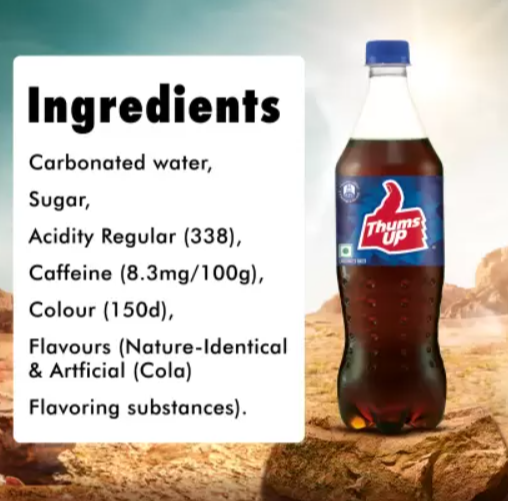 Ingredients
Carbonated water,
Sugar,
Acidity Regular (338),
Caffeine (8.3mg/100g),
Colour (150d),
Flavours (Nature-Identical
& Artficial (Cola)
Flavoring substances).
Thums
Up